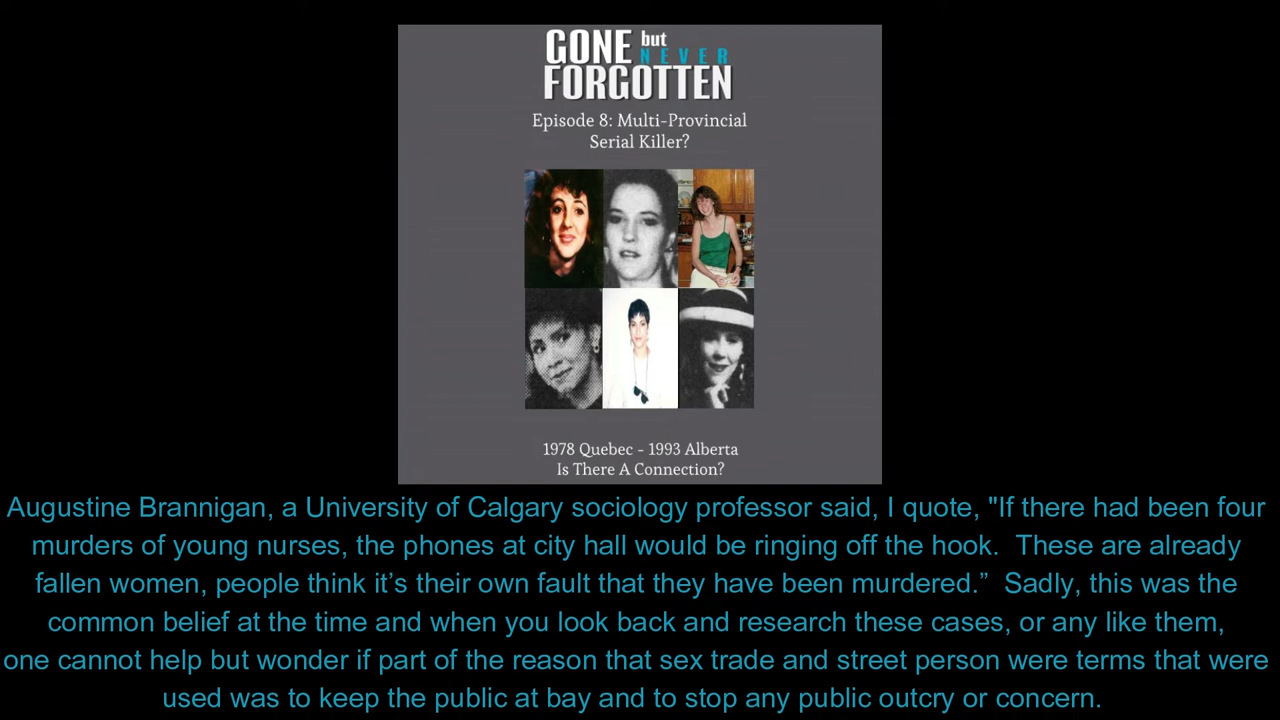 GONE but
NEVER
FORGOTTEN
Episode 8: Multi-Provincial
Serial Killer?
1978 Quebec - 1993 Alberta
Is There A Connection?
Augustine Brannigan, a University of Calgary sociology professor said, I quote, "If there had been four
murders of young nurses, the phones at city hall would be ringing off the hook.  These are already
fallen women, people think it’s their own fault that they have been murdered.”  Sadly, this was the
common belief at the time and when you look back and research these cases, or any like them,
one cannot help but wonder if part of the reason that sex trade and street person were terms that were
used was to keep the public at bay and to stop any public outcry or concern.